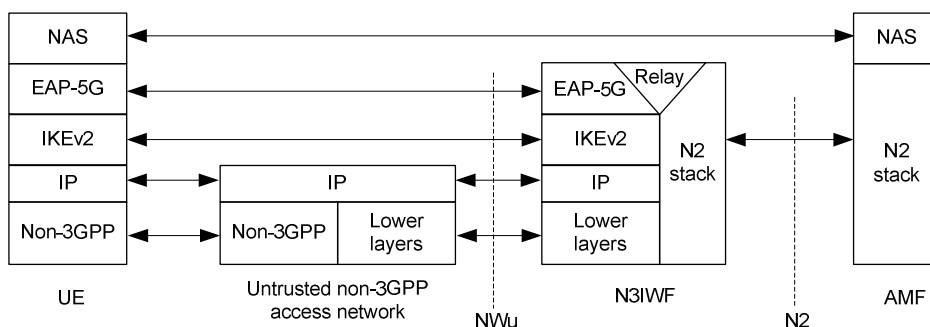 NAS
NAS
EAP-5G
EAP-5G
Relay
IKEv2
IKEv2
N2
stack
N2
stack
IP
IP
IP
Non-3GPP
Non-3GPP
Lower
layers
Lower
layers
UE
Untrusted non-3GPP
access network
N3IWF
AMF
NWu
N2